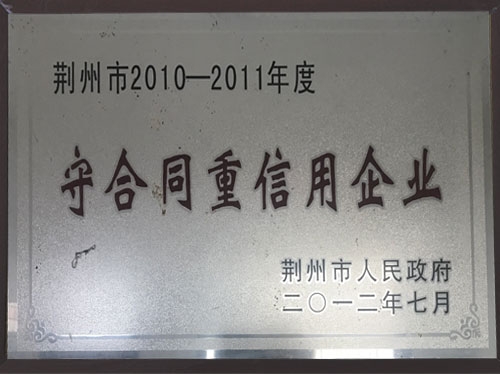 荆州市2010—2011年度
守合同重信用企业
荆州市人民政府
二〇一二年七月